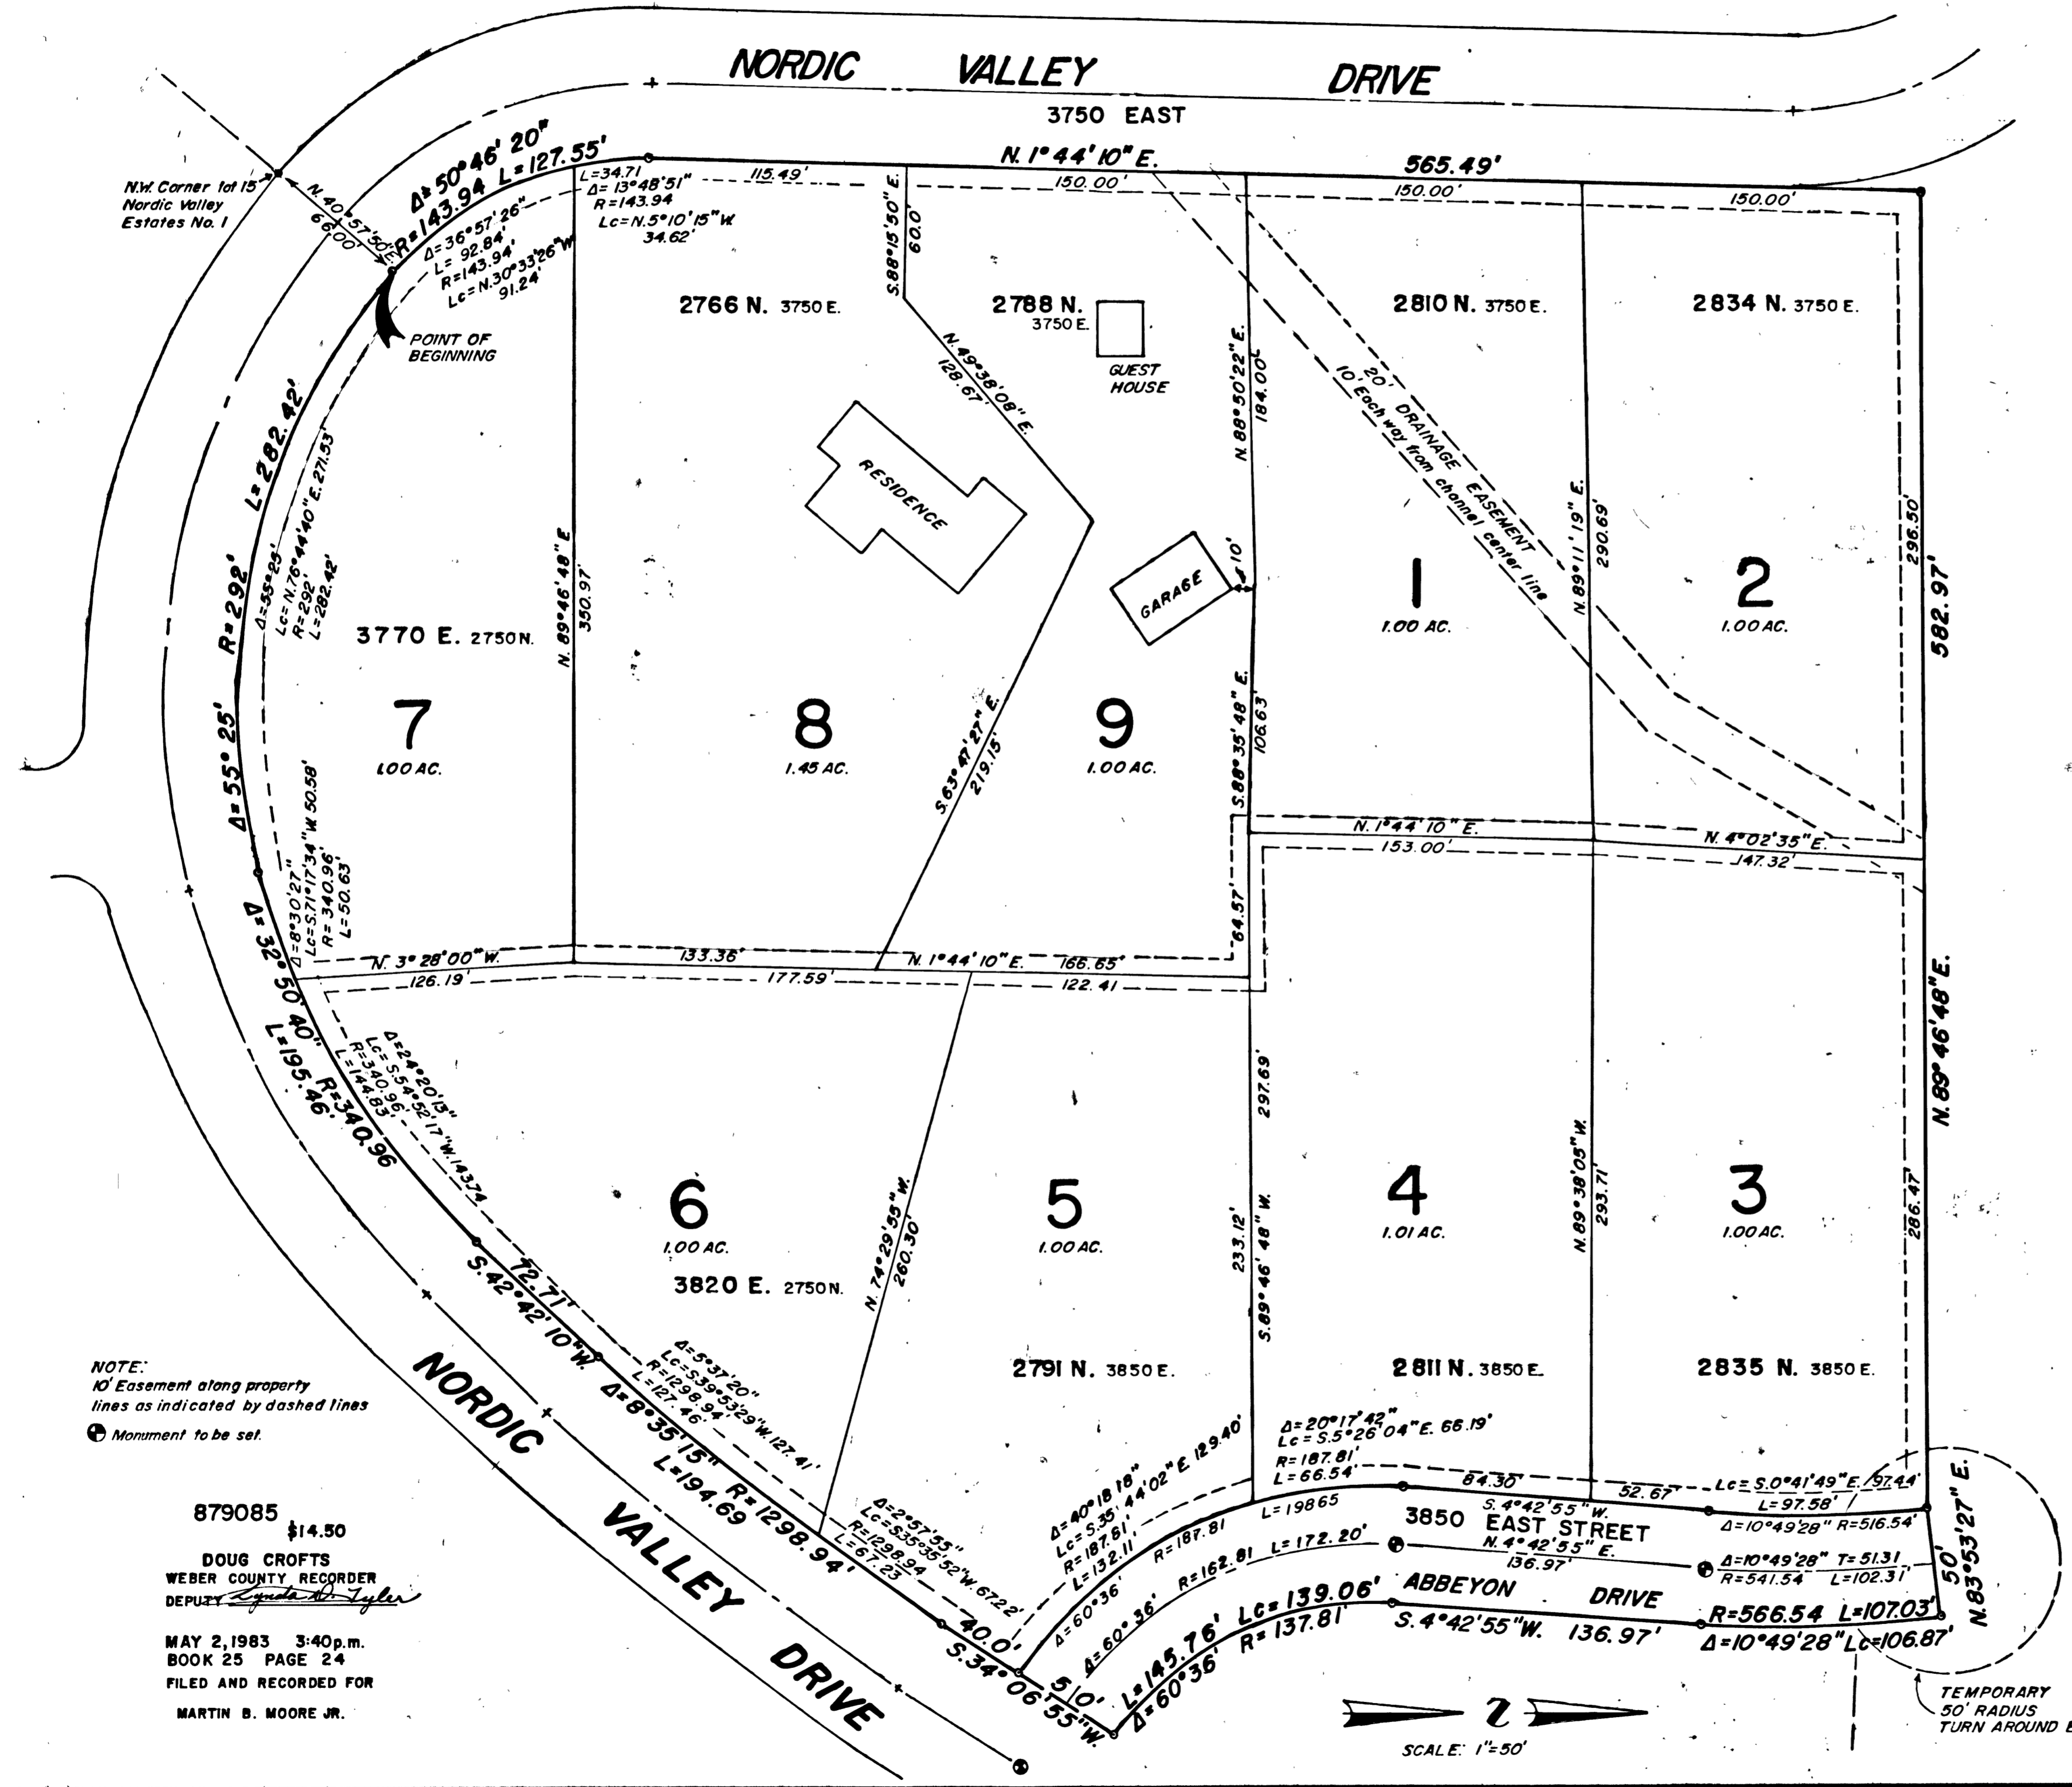 NORDIC VALLEY DRIVE
3750 EAST
N. 1°44'10" E. 565.49'
Δ= 50°46' 20"
R=143.94 L=127.55'
N.W. Corner lot 15
Nordic Valley
Estates No. 1
N. 40°57'50" E.
66.00'
POINT OF
BEGINNING
Δ=36°57'26"
L= 92.84'
R=143.94'
Lc=N.30°33'26"W
91.24'
L=34.71
Δ= 13°48'51"
R=143.94
Lc=N.5°10'15"W.
34.62'
115.49'
150.00'
150.00'
150.00'
S.88°15'50" E.
60.0'
2766 N. 3750 E.
2788 N.
3750 E.
GUEST
HOUSE
2810 N. 3750 E.
2834 N. 3750 E.
N.49°38'08" E.
128.67'
N. 88°50'22" E.
184.00'
20' DRAINAGE EASEMENT
10' Each way from channel center line
RESIDENCE
GARAGE
10'
N. 89°11'19" E.
290.69'
296.50'
582.97'
N.89°46'48"E.
L=282.42'
R=292'
Δ=55°25'
Δ=55°25'
Lc=N.76°44'40" E. 271.53'
R=292'
L=282.42'
3770 E. 2750 N.
N. 89°46'48" E
350.97'
7
1.00 AC.
8
1.45 AC.
9
1.00 AC.
1
1.00 AC.
2
1.00 AC.
S.63°47'27" E.
219.15'
S.88°35'48" E.
106.63'
N. 1°44'10" E.
153.00'
N. 4°02'35" E.
147.32'
64.57'
Δ=8°30'27"
Lc=S.71°17'34"W. 50.58'
R= 340.96'
L=50.63'
N. 3°28'00" W.
126.19'
133.36'
177.59'
N. 1°44'10" E. 166.65'
122.41
Δ= 32°50'40"
L=195.46'
R=340.96
Δ=24°20'13"
Lc=S.54°52'17"W. 143.74
R=340.96'
L=144.83'
6
1.00 AC.
3820 E. 2750 N.
5
1.00 AC.
4
1.01 AC.
3
1.00 AC.
N. 74°29'55" W.
260.30'
297.69'
233.12'
S.89°46'48" W.
N.89°38'05" W.
293.71'
286.47'
72.71'
S.42°42'10"W.
2791 N. 3850 E.
2811 N. 3850 E.
2835 N. 3850 E.
NOTE:
10' Easement along property
lines as indicated by dashed lines
Monument to be set.
Δ=5°37'20"
Lc=S.39°53'29"W. 127.41'
R=1298.94'
L=127.46'
Δ=8°35'15" R=1298.94'
L=194.69
Δ=2°57'55"
Lc=S35°35'52"W. 67.22'
R=1298.94
L=67.23
NORDIC VALLEY DRIVE
40.0'
S.34°06'55"W.
50'
Δ=40°18'18"
Lc=S.35°44'02" E. 129.40'
R=187.81'
L=132.11'
Δ=20°17'42"
Lc= S.5°26'04"E. 66.19'
R=187.81'
L=66.54'
84.30'
52.67'
Lc=S.0°41'49"E. 97.44'
L=97.58'
Δ=60°36' R=187.81 L=198.65
Δ=60°36' R=162.81 L=172.20'
S. 4°42'55" W.
3850 EAST STREET
N. 4°42'55" E.
136.97'
Δ=10°49'28" R=516.54'
Δ=10°49'28" T=51.31
R=541.54 L=102.31'
50'
N.83°53'27" E.
L=145.76' Lc=139.06'
Δ=60°36' R=137.81'
ABBEYON DRIVE
S. 4°42'55"W. 136.97'
R=566.54 L=107.03'
Δ=10°49'28" Lc=106.87'
TEMPORARY
50' RADIUS
TURN AROUND
SCALE: 1"=50'
879085
$14.50
DOUG CROFTS
WEBER COUNTY RECORDER
DEPUTY Lynda D. Tyler
MAY 2, 1983 3:40p.m.
BOOK 25 PAGE 24
FILED AND RECORDED FOR
MARTIN B. MOORE JR.